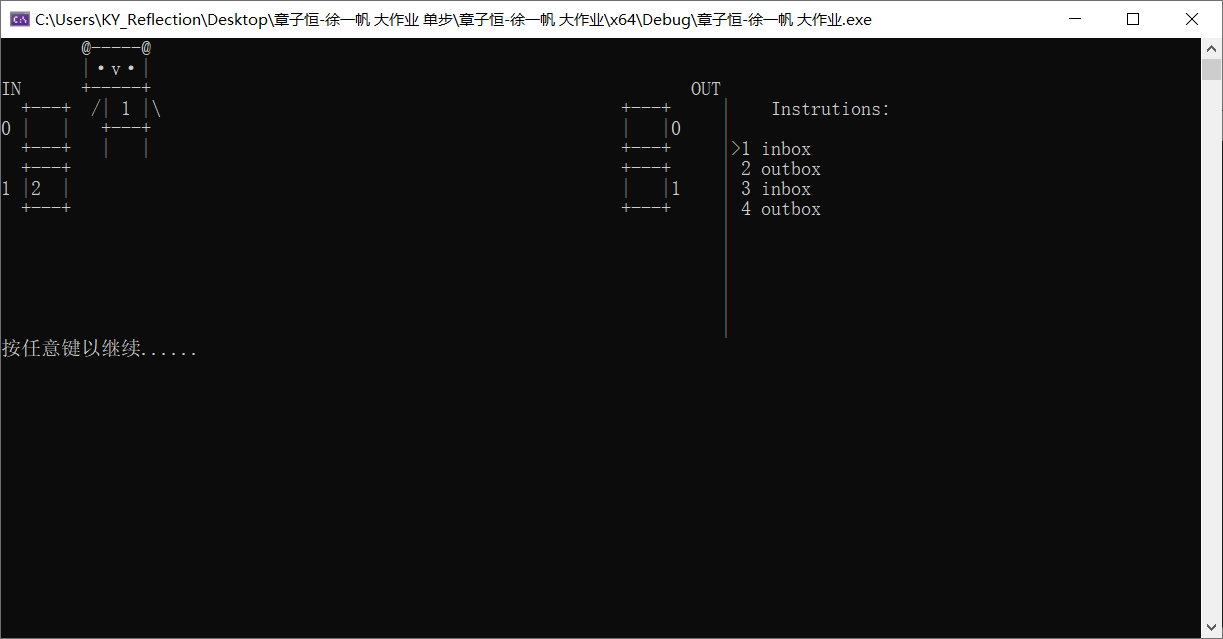 C:\Users\KY_Reflection\Desktop\章子恒-徐一帆 大作业 单步\章子恒-徐一帆 大作业\x64\Debug\章子恒-徐一帆 大作业.exe
@-----@
| • v • |
IN +-----+ OUT
+---+ /| 1 |\ +---+ | Instrutions:
0 | | +---+ | |0 |
+---+ | | +---+ |>1 inbox
+---+ +---+ | 2 outbox
1 |2 | | |1 | 3 inbox
+---+ +---+ | 4 outbox
按任意键以继续......